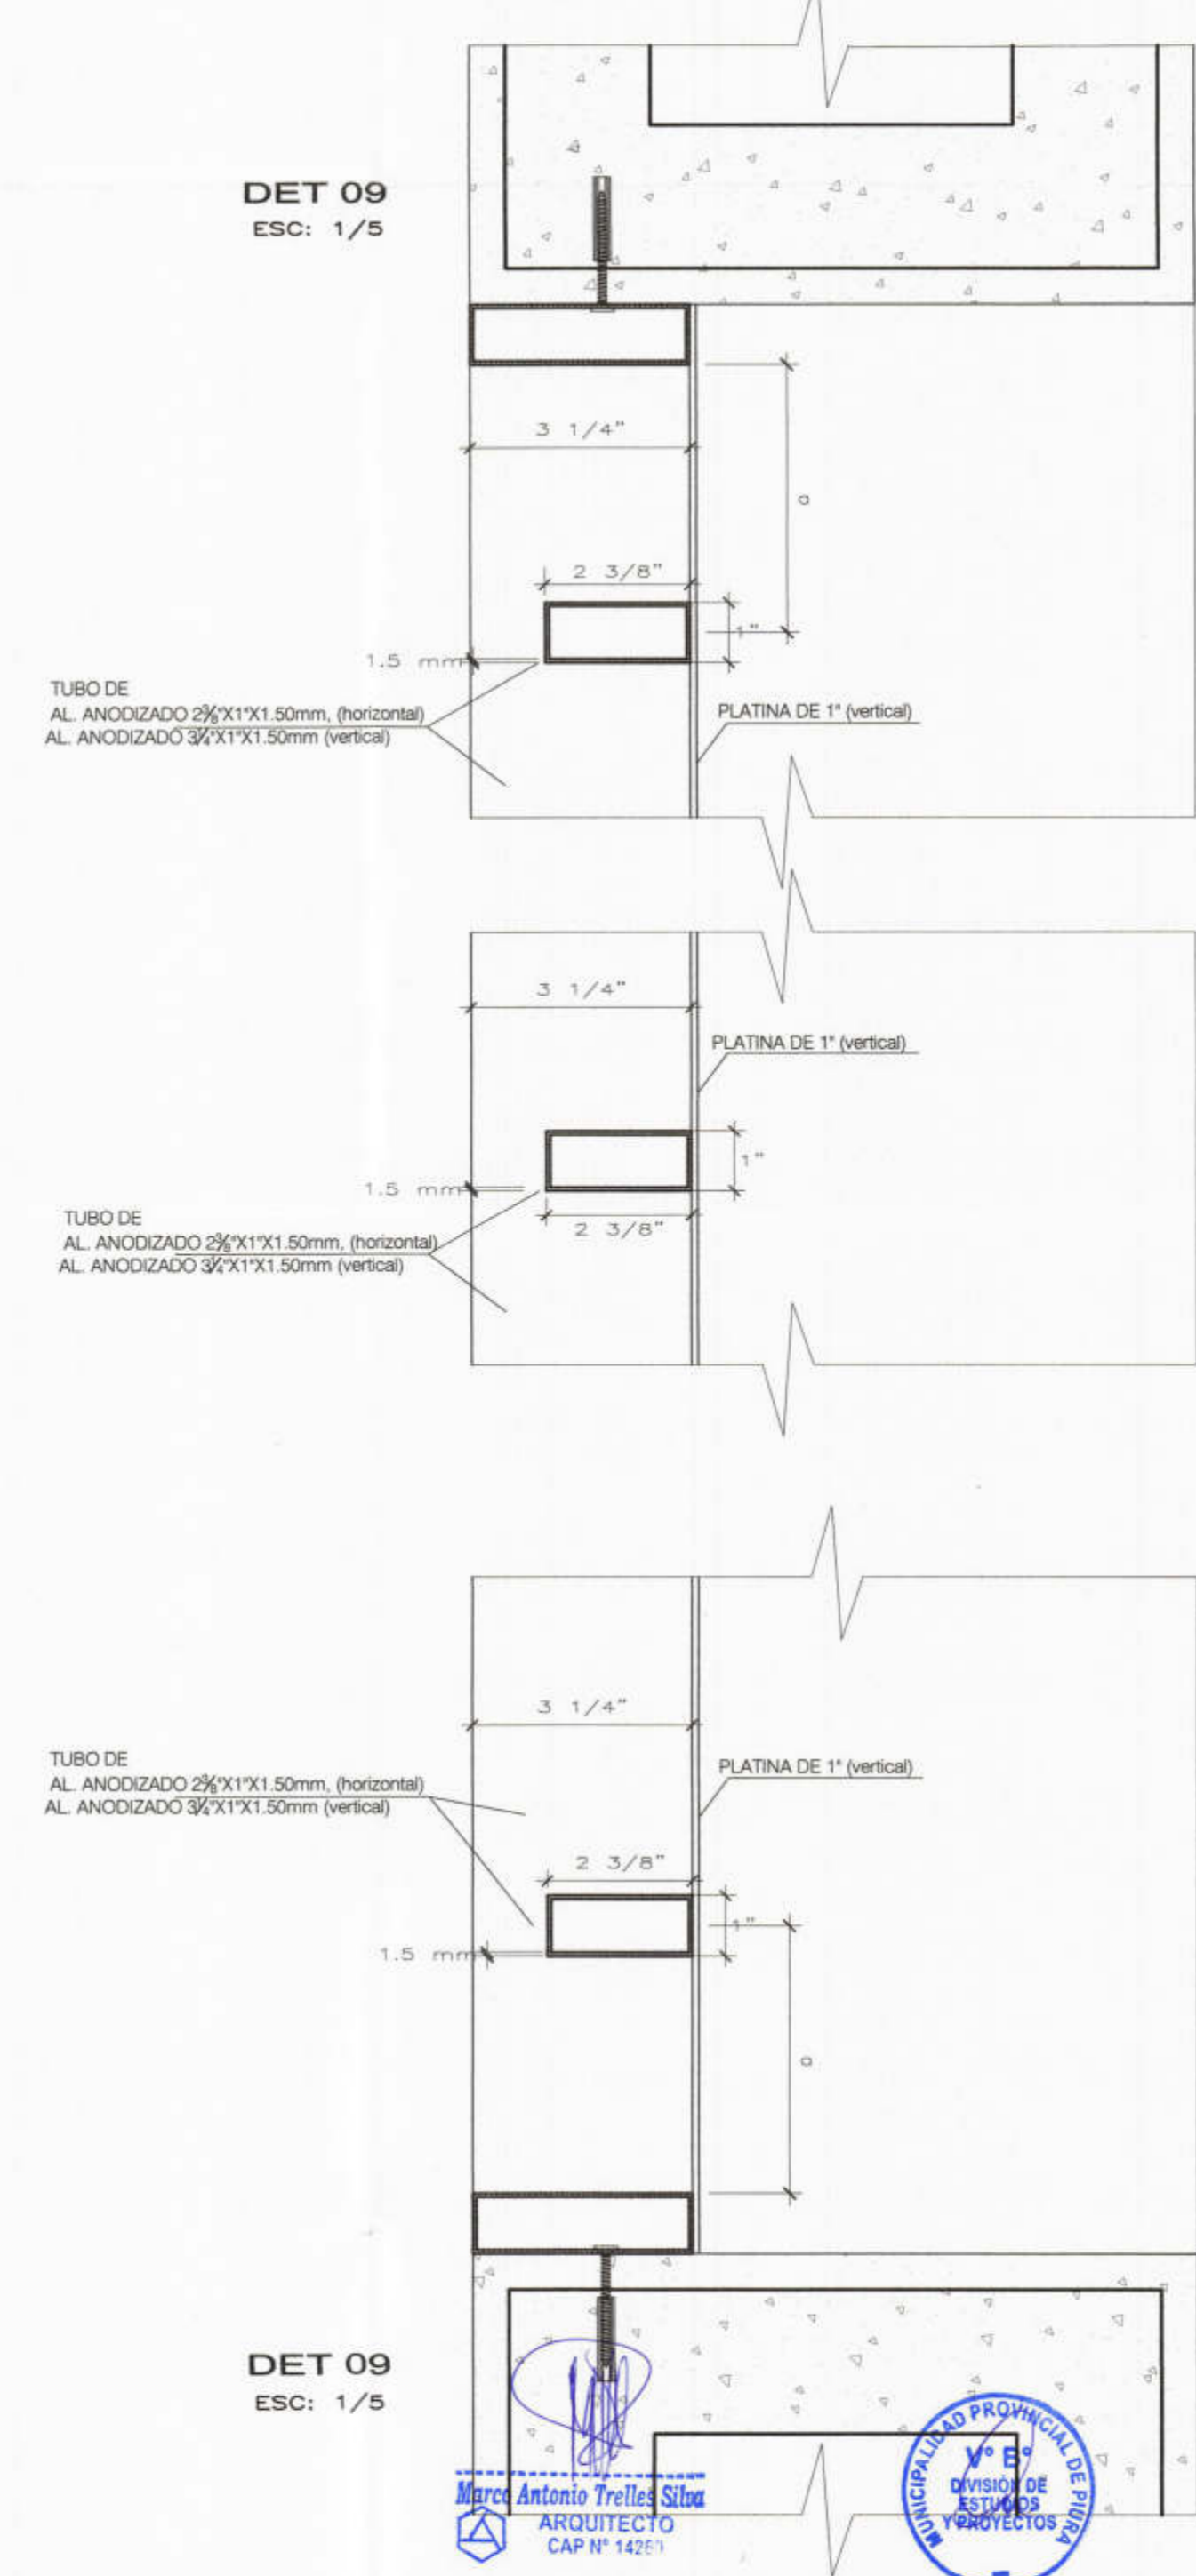 DET 09
ESC: 1/5
3 1/4"
a
2 3/8"
1"
1.5 mm
TUBO DE
AL. ANODIZADO 2⅜"X1"X1.50mm, (horizontal)
AL. ANODIZADO 3¼"X1"X1.50mm (vertical)
PLATINA DE 1" (vertical)
3 1/4"
PLATINA DE 1" (vertical)
1"
1.5 mm
2 3/8"
TUBO DE
AL. ANODIZADO 2⅜"X1"X1.50mm, (horizontal)
AL. ANODIZADO 3¼"X1"X1.50mm (vertical)
3 1/4"
TUBO DE
AL. ANODIZADO 2⅜"X1"X1.50mm, (horizontal)
AL. ANODIZADO 3¼"X1"X1.50mm (vertical)
PLATINA DE 1" (vertical)
2 3/8"
1"
1.5 mm
a
DET 09
ESC: 1/5
Marco Antonio Trelles Silva
ARQUITECTO
CAP N°
MUNICIPALIDAD PROVINCIAL DE PIURA
V° B°
DIVISIÓN DE
ESTUDIOS
Y PROYECTOS